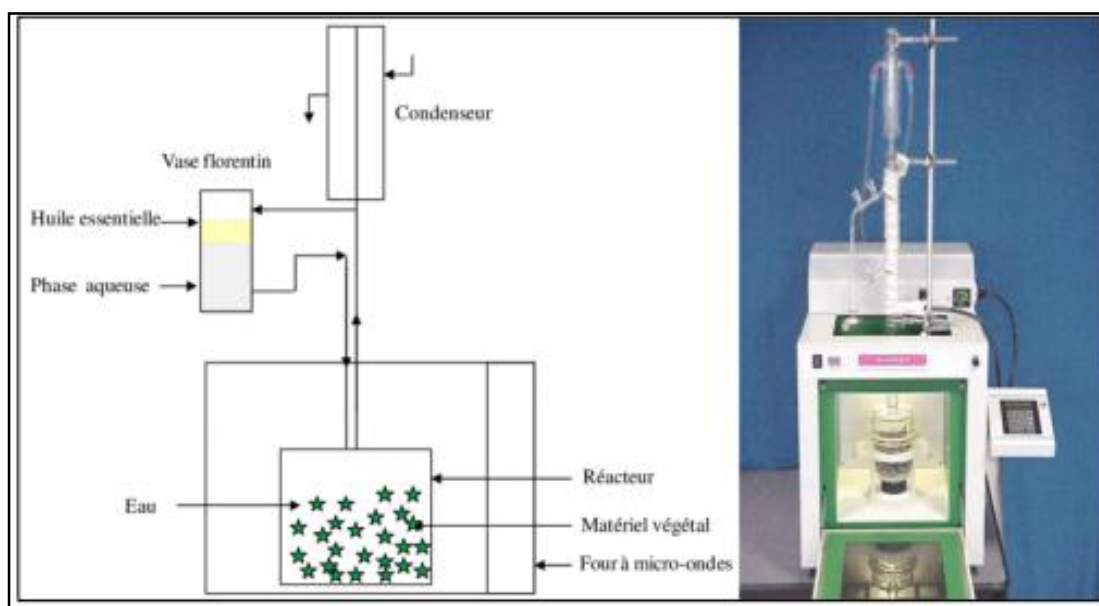 Condenseur
Vase florentin
Huile essentielle
Phase aqueuse
Eau
Réacteur
Matériel végétal
Four à micro-ondes